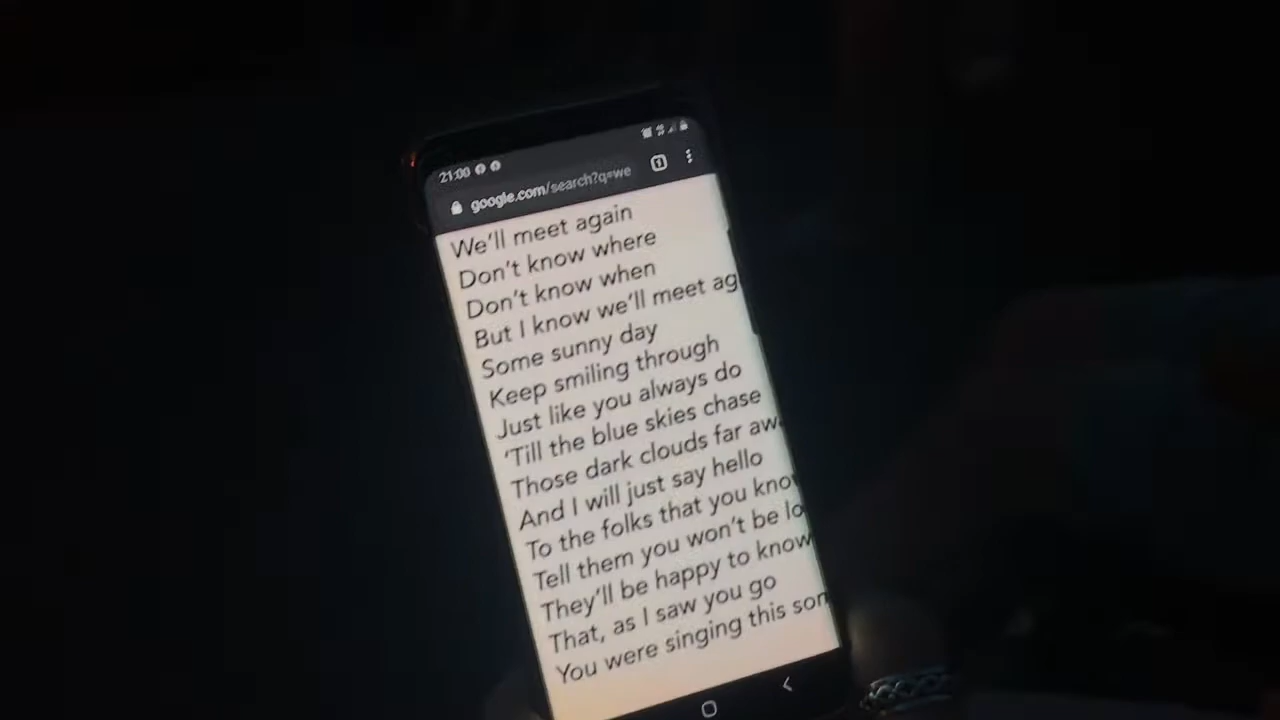 21:00
google.com/search?q=we
We'll meet again
Don't know where
Don't know when
But I know we'll meet ag
Some sunny day
Keep smiling through
Just like you always do
'Till the blue skies chase
Those dark clouds far awa
And I will just say hello
To the folks that you know
Tell them you won't be lo
They'll be happy to know
That, as I saw you go
You were singing this son